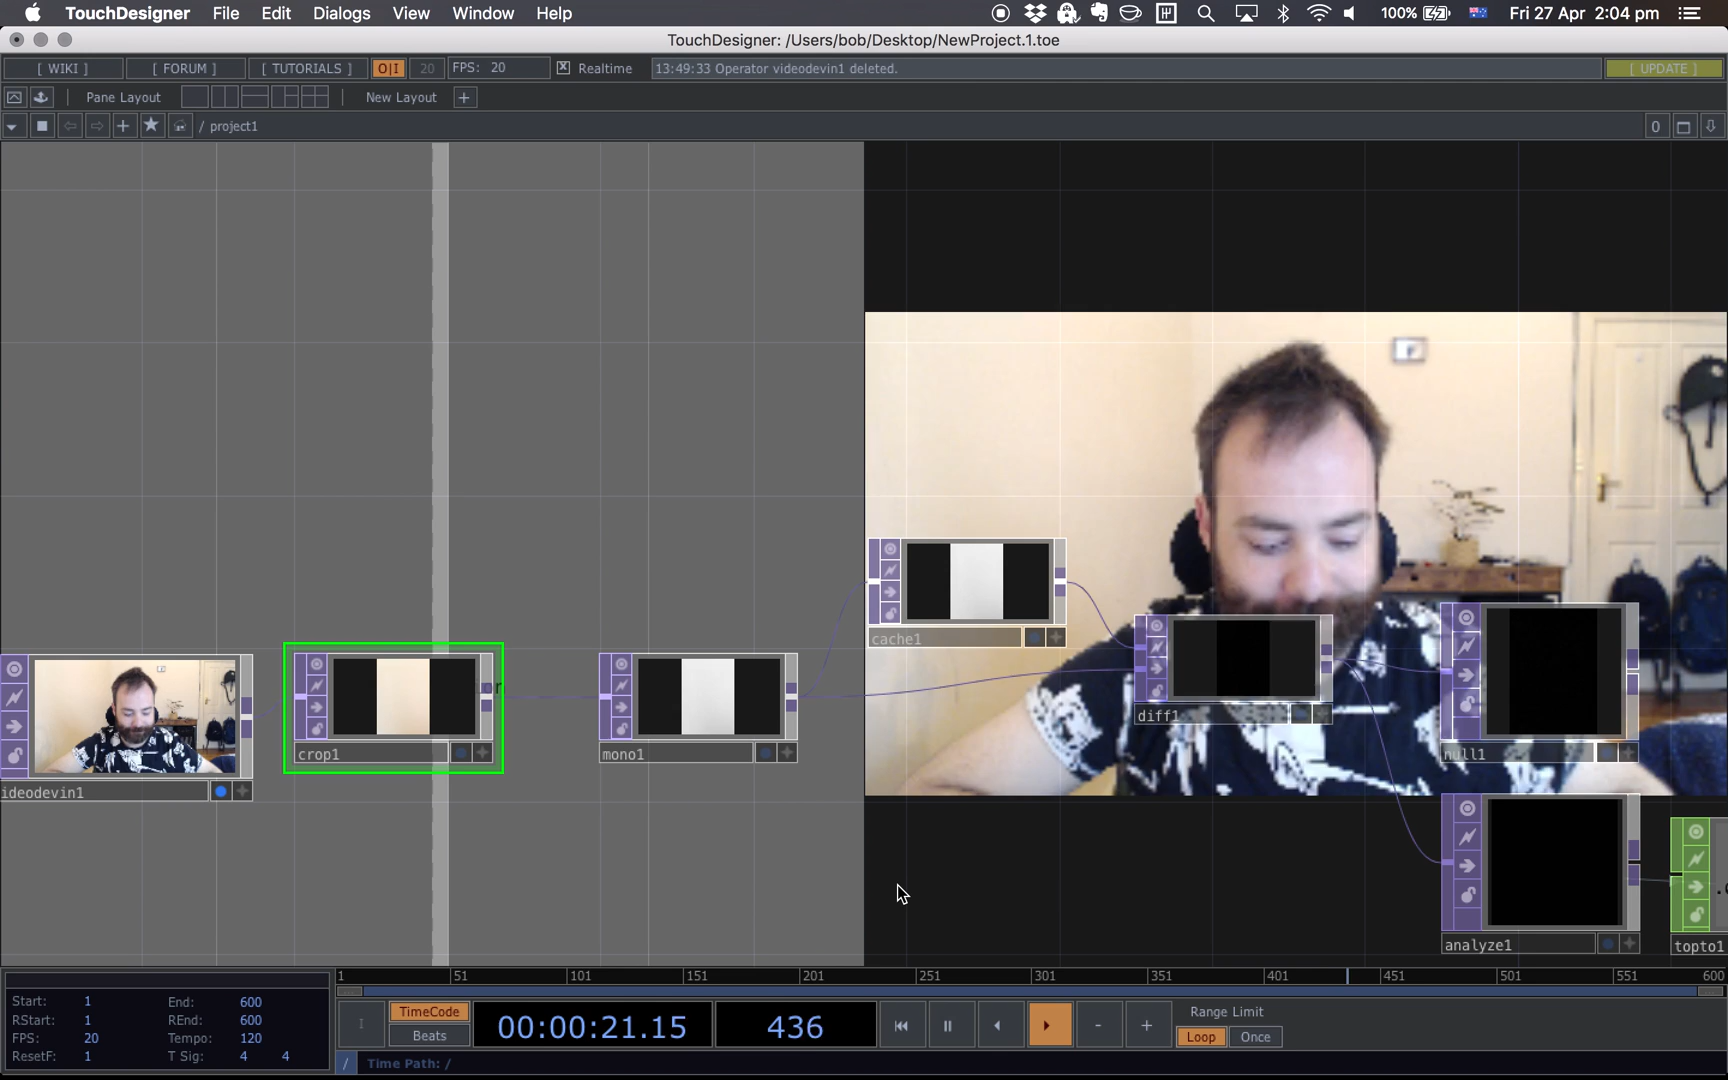 TouchDesigner File Edit Dialogs View Window Help 100% Fri 27 Apr 2:04 pm
TouchDesigner: /Users/bob/Desktop/NewProject.1.toe
[ WIKI ] [ FORUM ] [ TUTORIALS ] O|I 20 FPS: 20 Realtime 13:49:33 Operator videodevin1 deleted. [ UPDATE ]
Pane Layout New Layout +
+ / project1 0
cache1
diff1
ideodevin1
crop1
mono1
null1
analyze1
topto1
1 51 101 151 201 251 301 351 401 451 501 551 600
Start: 1 End: 600
RStart: 1 REnd: 600
FPS: 20 Tempo: 120
ResetF: 1 T Sig: 4 4
TimeCode
Beats
00:00:21.15 436
- +
Range Limit
Loop Once
/ Time Path: /